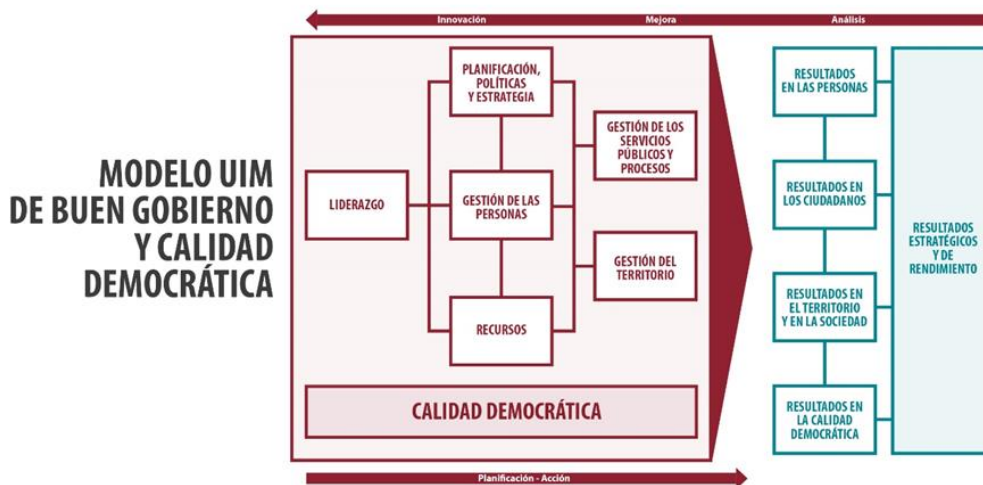 Innovación
Mejora
Análisis
MODELO UIM
DE BUEN GOBIERNO
Y CALIDAD
DEMOCRÁTICA
LIDERAZGO
PLANIFICACIÓN,
POLÍTICAS
Y ESTRATEGIA
GESTIÓN DE LAS
PERSONAS
RECURSOS
GESTIÓN DE LOS
SERVICIOS
PÚBLICOS Y
PROCESOS
GESTIÓN DEL
TERRITORIO
CALIDAD DEMOCRÁTICA
RESULTADOS
EN LAS PERSONAS
RESULTADOS EN
LOS CIUDADANOS
RESULTADOS EN
EL TERRITORIO
Y EN LA SOCIEDAD
RESULTADOS EN
LA CALIDAD
DEMOCRÁTICA
RESULTADOS
ESTRATÉGICOS
Y DE
RENDIMIENTO
Planificación - Acción